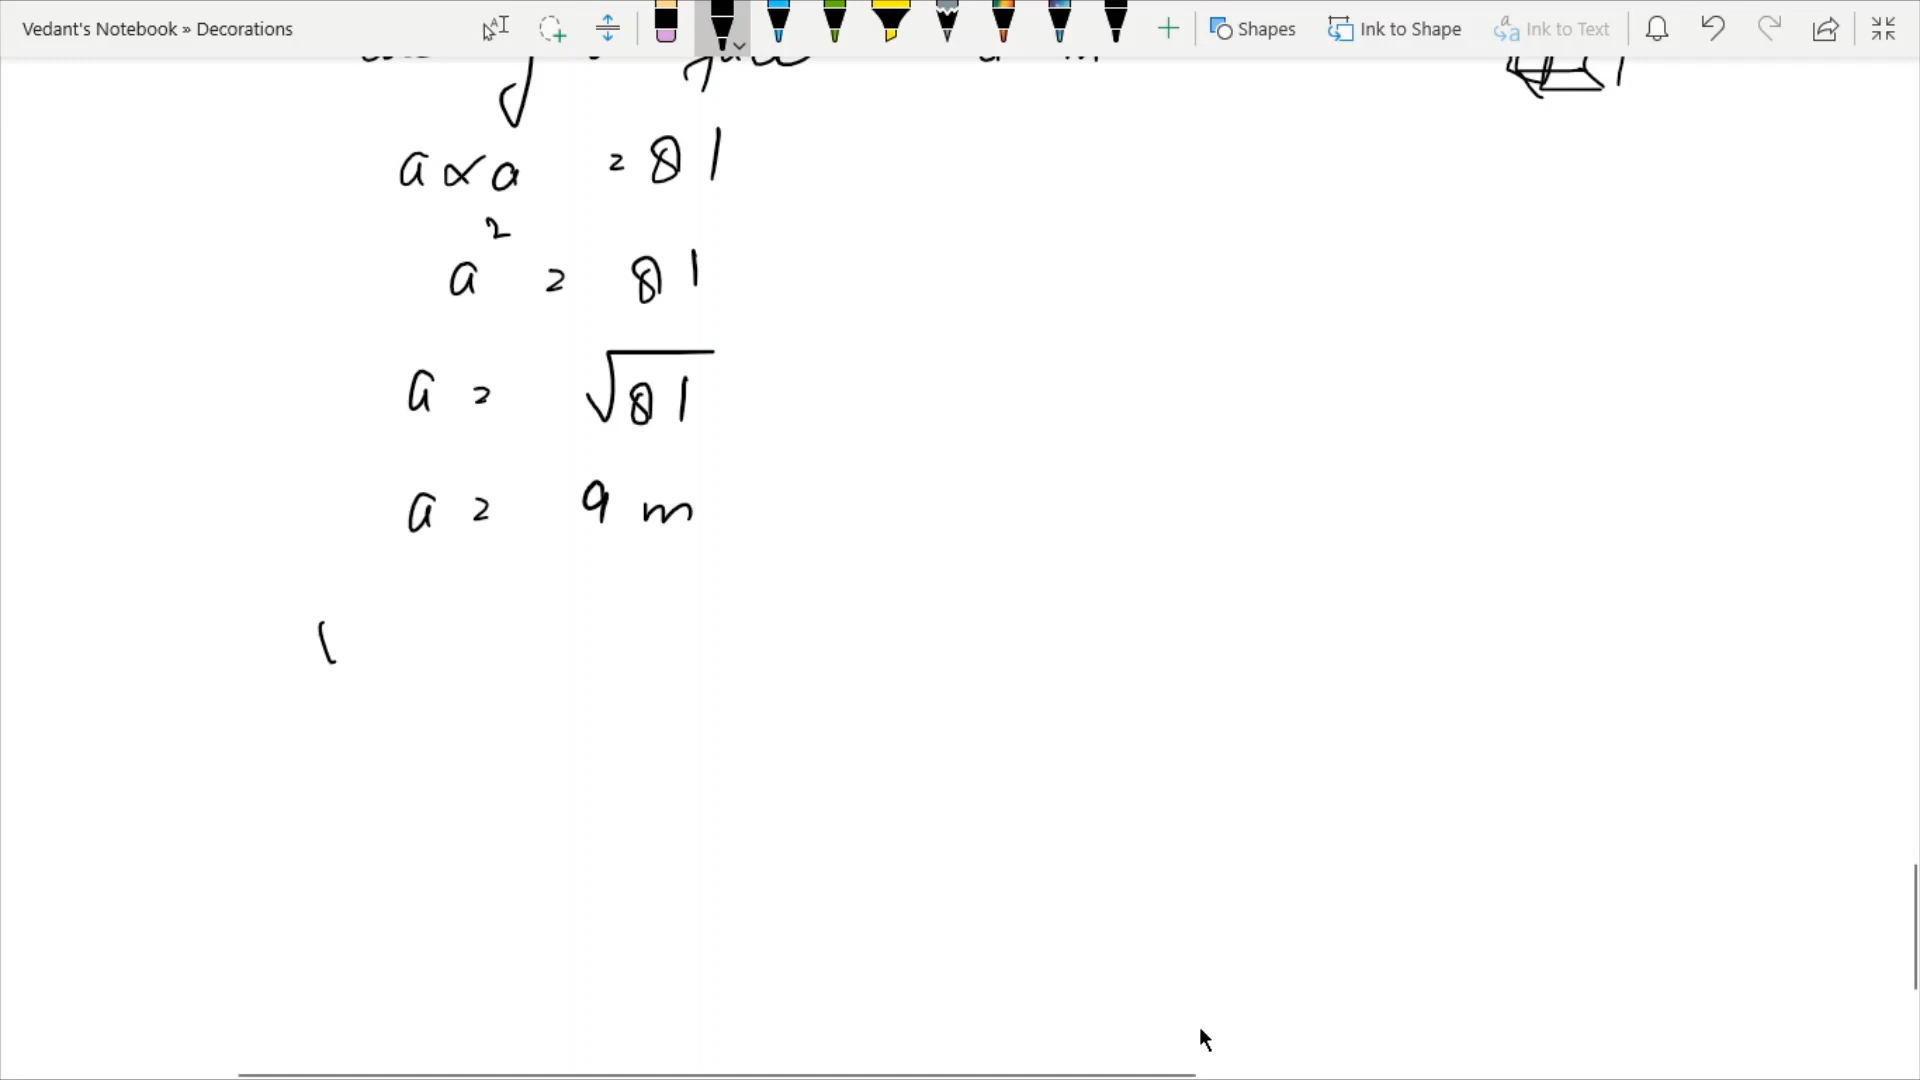 Vedant's Notebook » Decorations
Shapes
Ink to Shape
Ink to Text
a × a = 81
a² = 81
a = √81
a = 9 m